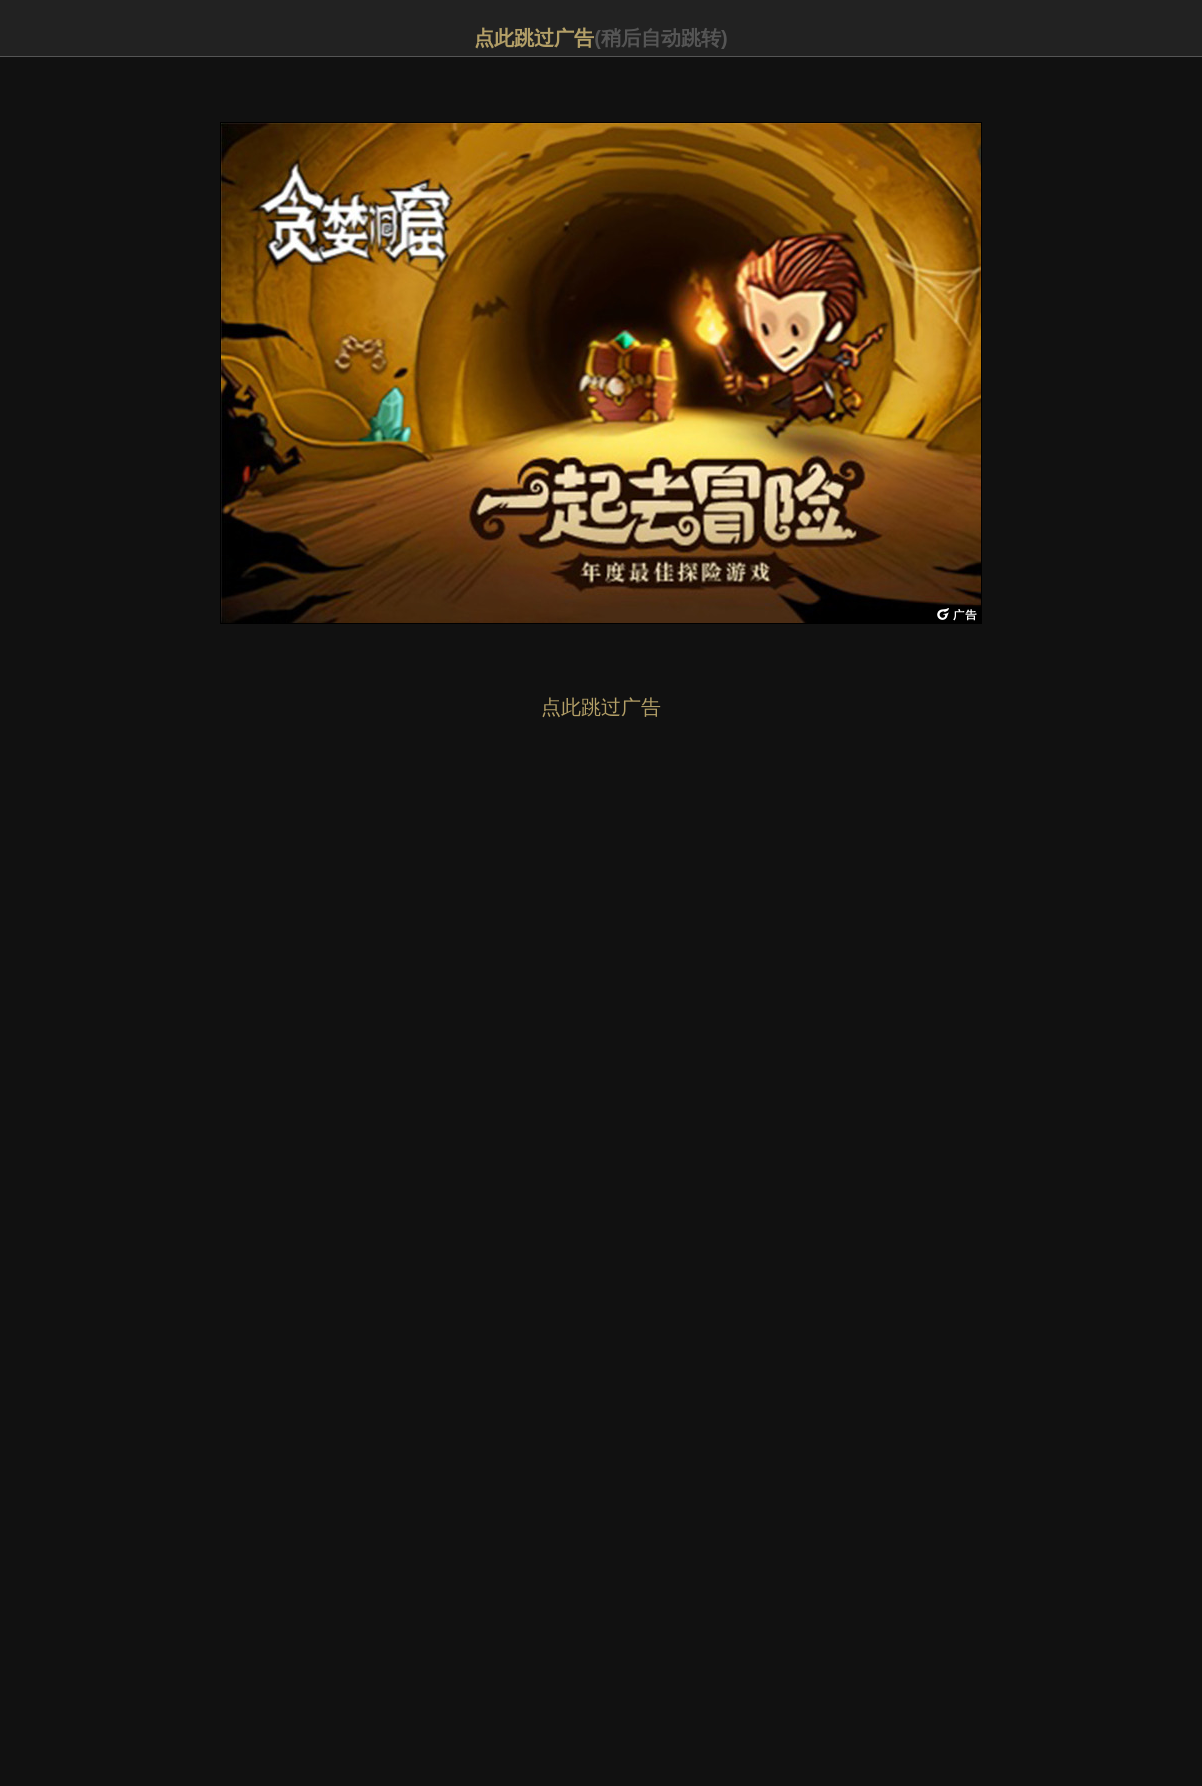 点此跳过广告(稍后自动跳转)
贪婪洞窟
一起去冒险
年度最佳探险游戏
广告
点此跳过广告